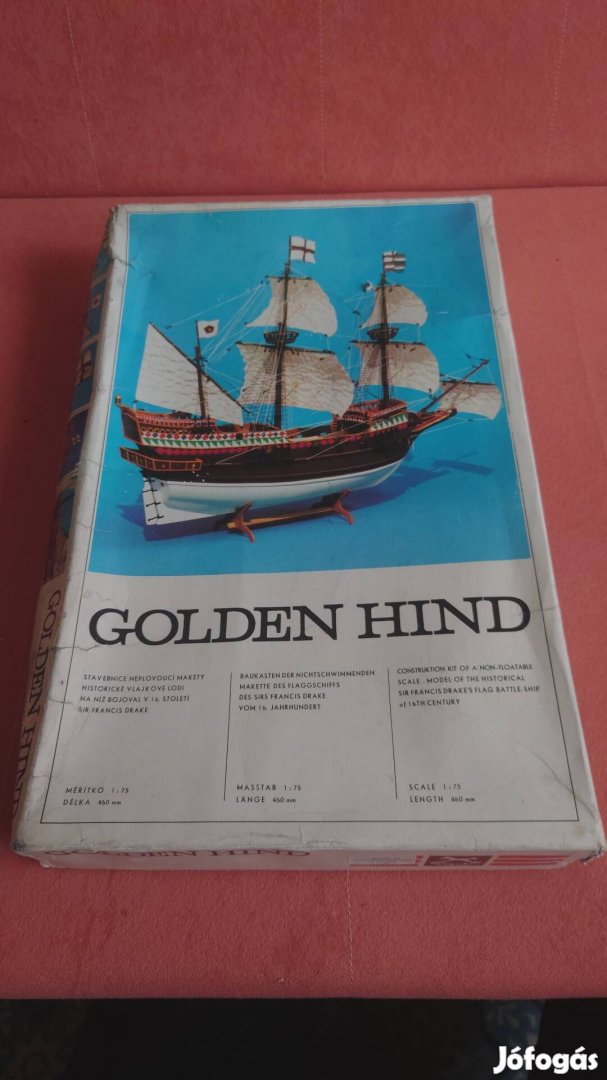 GOLDEN HIND
STAVEBNICE NEPLOVOUCÍ MAKETY
HISTORICKÉ VLAJKOVÉ LODI
NA NÍŽ BOJOVAL V 16. STOLETÍ
SIR FRANCIS DRAKE
MĚŘÍTKO 1:75
DÉLKA 460 mm
BAUKASTEN DER NICHTSCHWIMMENDEN
MAKETTE DES FLAGGSCHIFFS
DES SIRS FRANCIS DRAKE
VOM 16. JAHRHUNDERT
MASSTAB 1:75
LÄNGE 460 mm
CONSTRUKTION KIT OF A NON-FLOATABLE
SCALE-MODEL OF THE HISTORICAL
SIR FRANCIS DRAKE'S FLAG BATTLE-SHIP
of 16TH CENTURY
SCALE 1:75
LENGTH 460 mm
GOLDEN HIND
GOLDEN HIND
Jófogás